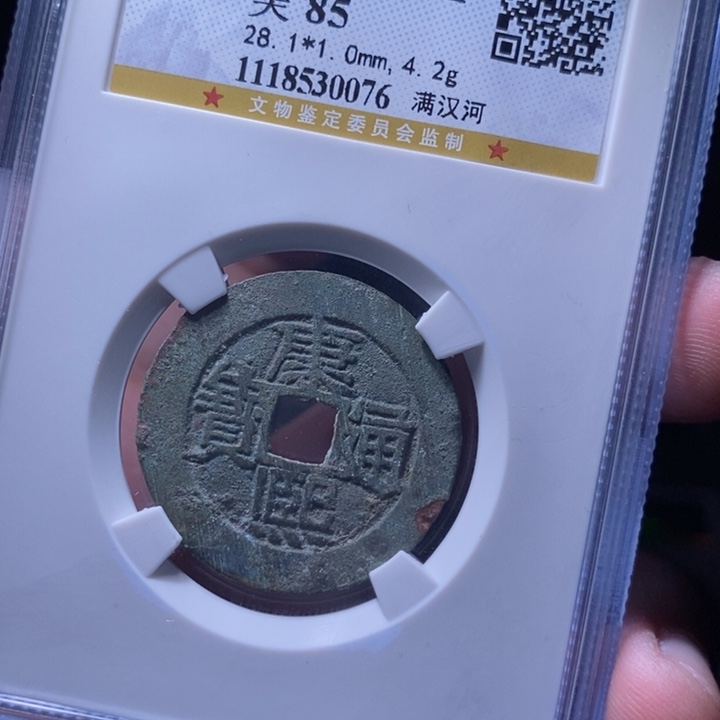 美 85
28.1*1.0mm, 4.2g
1118530076 满汉河
★ 文物鉴定委员会监制 ★
康熙通寶